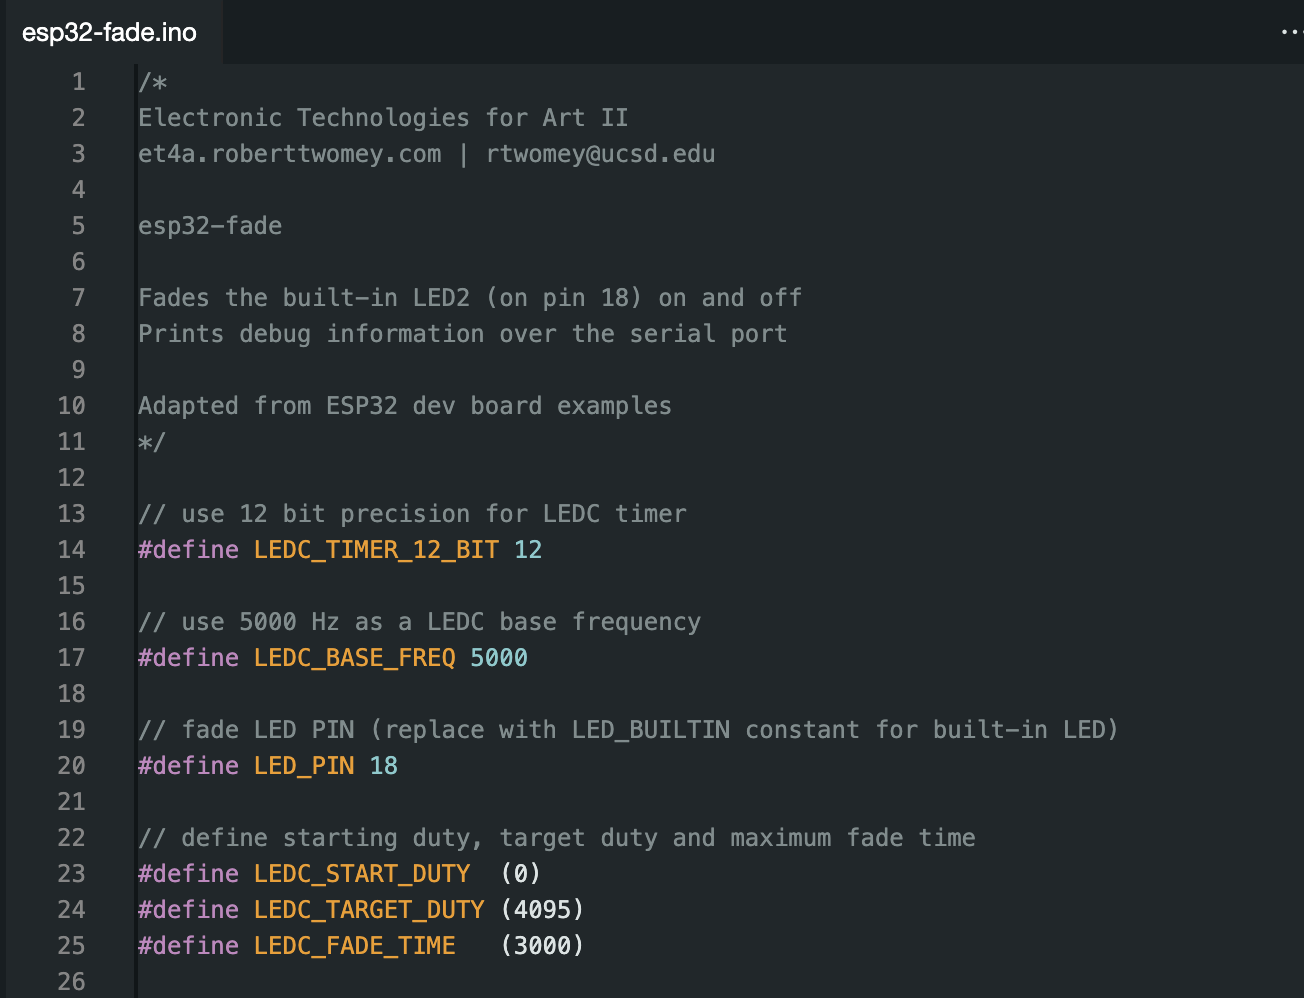 esp32-fade.ino
...
1 /*
2 Electronic Technologies for Art II
3 et4a.roberttwomey.com | rtwomey@ucsd.edu
4
5 esp32-fade
6
7 Fades the built-in LED2 (on pin 18) on and off
8 Prints debug information over the serial port
9
10 Adapted from ESP32 dev board examples
11 */
12
13 // use 12 bit precision for LEDC timer
14 #define LEDC_TIMER_12_BIT 12
15
16 // use 5000 Hz as a LEDC base frequency
17 #define LEDC_BASE_FREQ 5000
18
19 // fade LED PIN (replace with LED_BUILTIN constant for built-in LED)
20 #define LED_PIN 18
21
22 // define starting duty, target duty and maximum fade time
23 #define LEDC_START_DUTY  (0)
24 #define LEDC_TARGET_DUTY (4095)
25 #define LEDC_FADE_TIME   (3000)
26